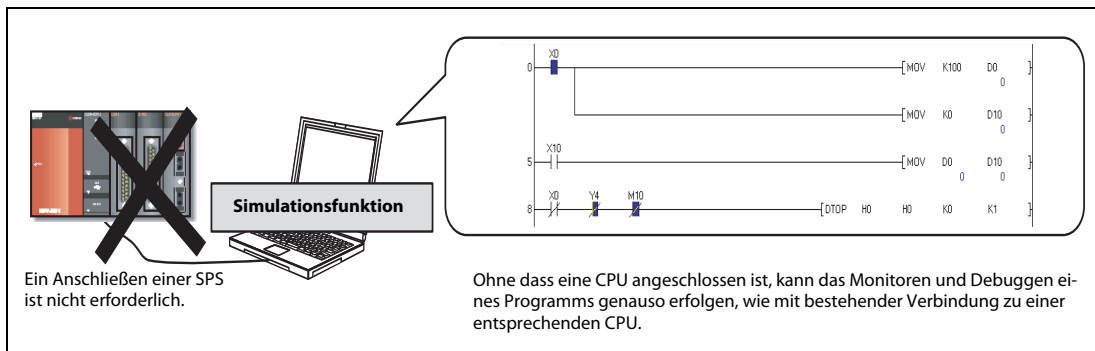 X0
0 [MOV K100 D0 ]
0
[MOV K0 D10 ]
0
X10
5 [MOV D0 D10 ]
0 0
X0 Y4 M10
8 [DTOP H0 H0 K0 K1 ]
Simulationsfunktion
Ein Anschließen einer SPS
ist nicht erforderlich.
Ohne dass eine CPU angeschlossen ist, kann das Monitoren und Debuggen ei-
nes Programms genauso erfolgen, wie mit bestehender Verbindung zu einer
entsprechenden CPU.